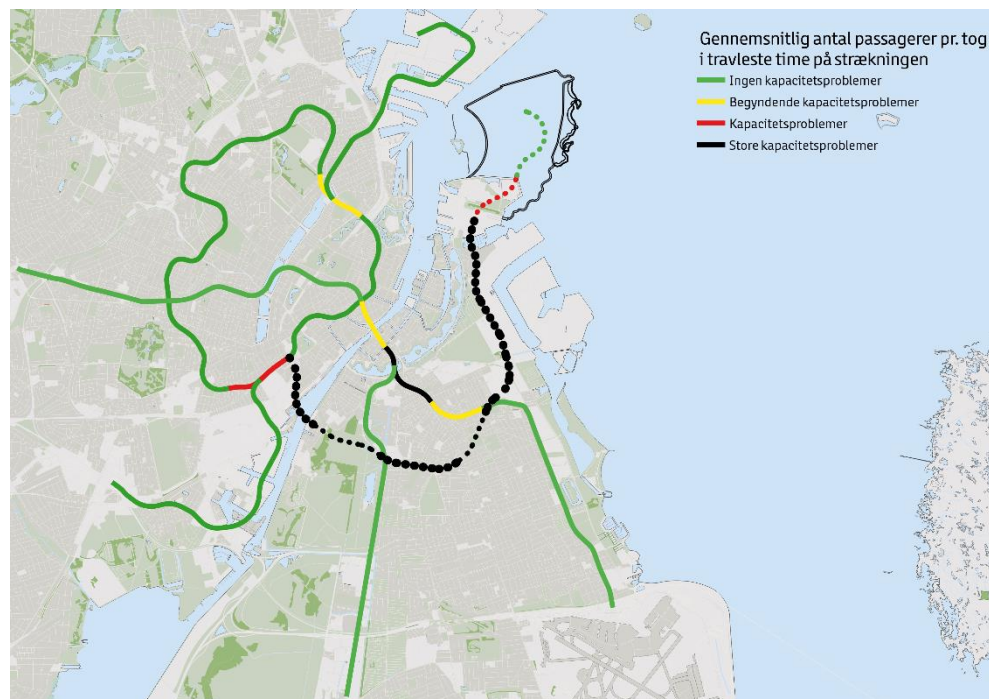 Gennemsnitlig antal passagerer pr. tog
i travleste time på strækningen
Ingen kapacitetsproblemer
Begyndende kapacitetsproblemer
Kapacitetsproblemer
Store kapacitetsproblemer